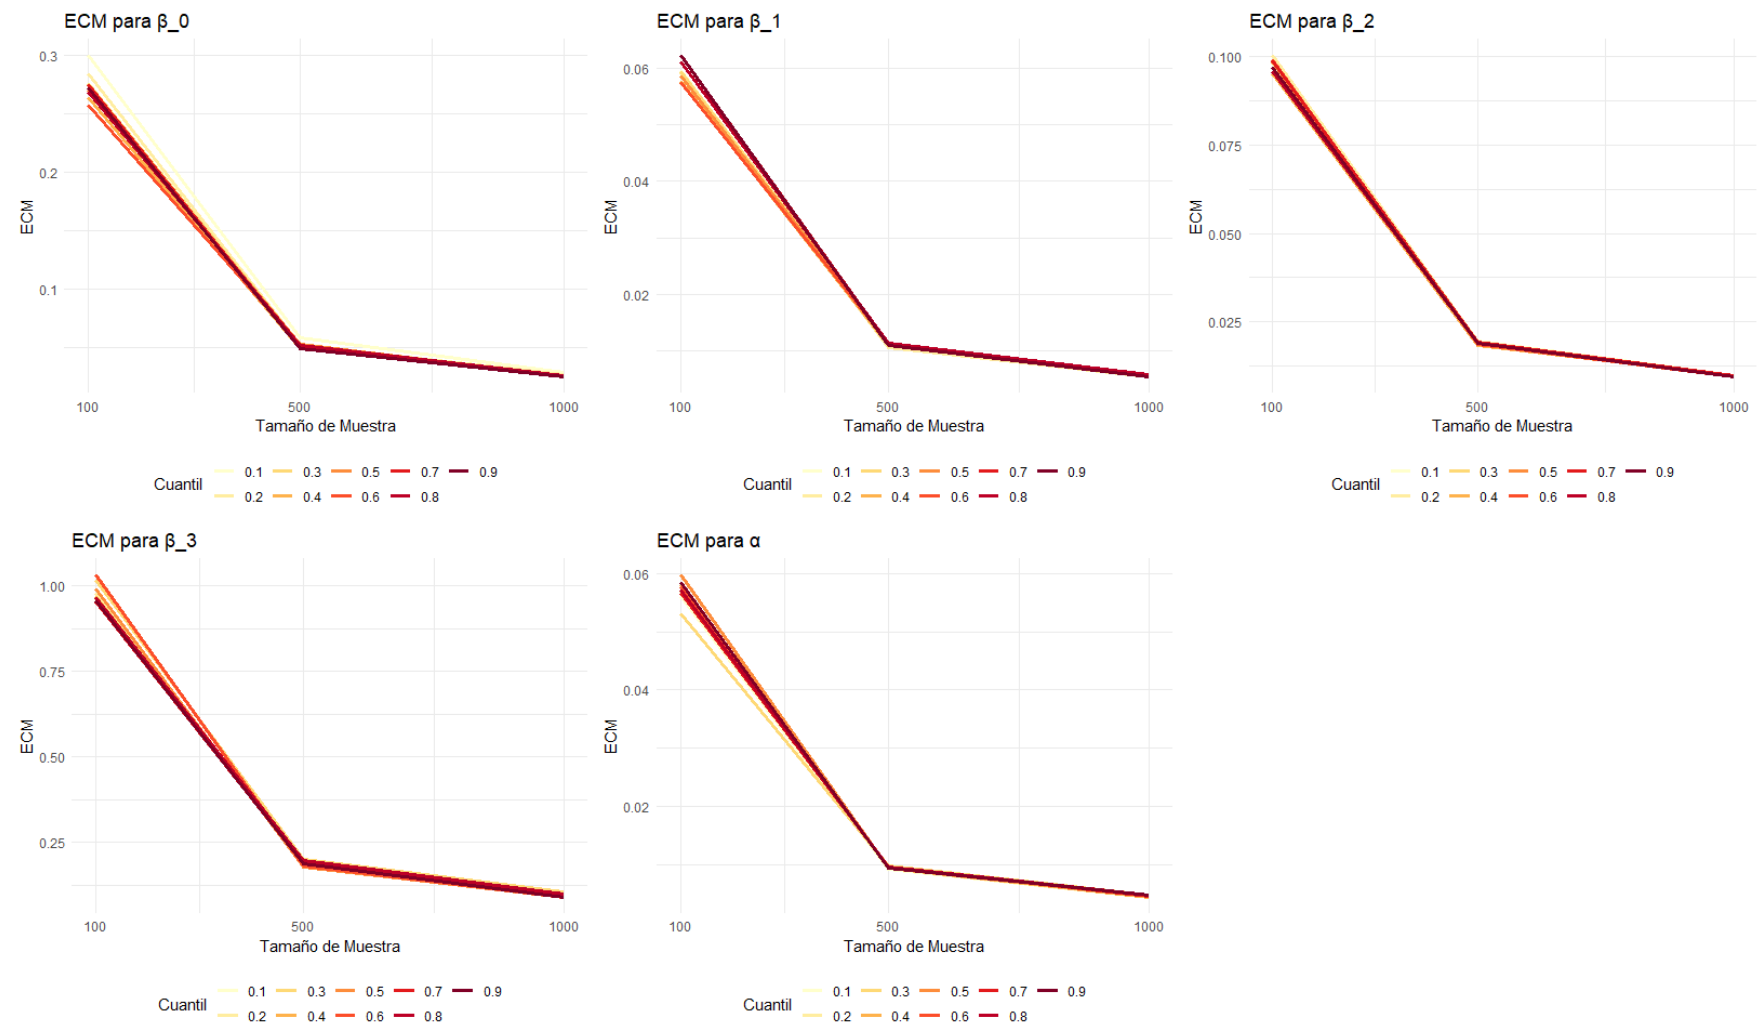 ECM para β_0
ECM
0.3
0.2
0.1
100 500 1000
Tamaño de Muestra
Cuantil
0.1 0.3 0.5 0.7 0.9
0.2 0.4 0.6 0.8
ECM para β_1
ECM
0.06
0.04
0.02
100 500 1000
Tamaño de Muestra
Cuantil
0.1 0.3 0.5 0.7 0.9
0.2 0.4 0.6 0.8
ECM para β_2
ECM
0.100
0.075
0.050
0.025
100 500 1000
Tamaño de Muestra
Cuantil
0.1 0.3 0.5 0.7 0.9
0.2 0.4 0.6 0.8
ECM para β_3
ECM
1.00
0.75
0.50
0.25
100 500 1000
Tamaño de Muestra
Cuantil
0.1 0.3 0.5 0.7 0.9
0.2 0.4 0.6 0.8
ECM para α
ECM
0.06
0.04
0.02
100 500 1000
Tamaño de Muestra
Cuantil
0.1 0.3 0.5 0.7 0.9
0.2 0.4 0.6 0.8